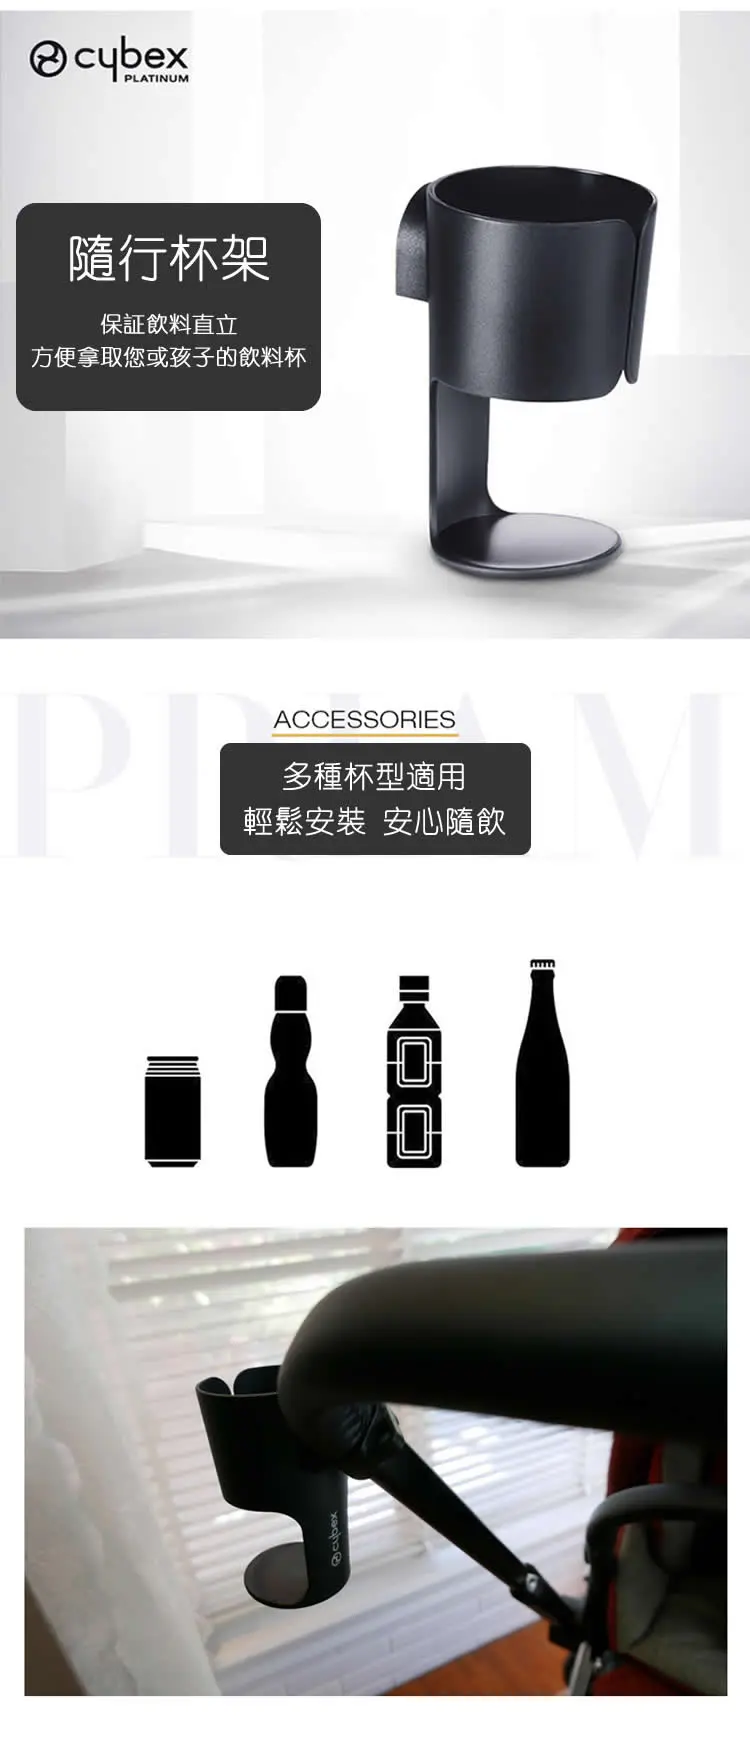 cybex
PLATINUM
隨行杯架
保証飲料直立
方便拿取您或孩子的飲料杯
PRIAM
ACCESSORIES
多種杯型適用
輕鬆安裝 安心隨飲
cybex